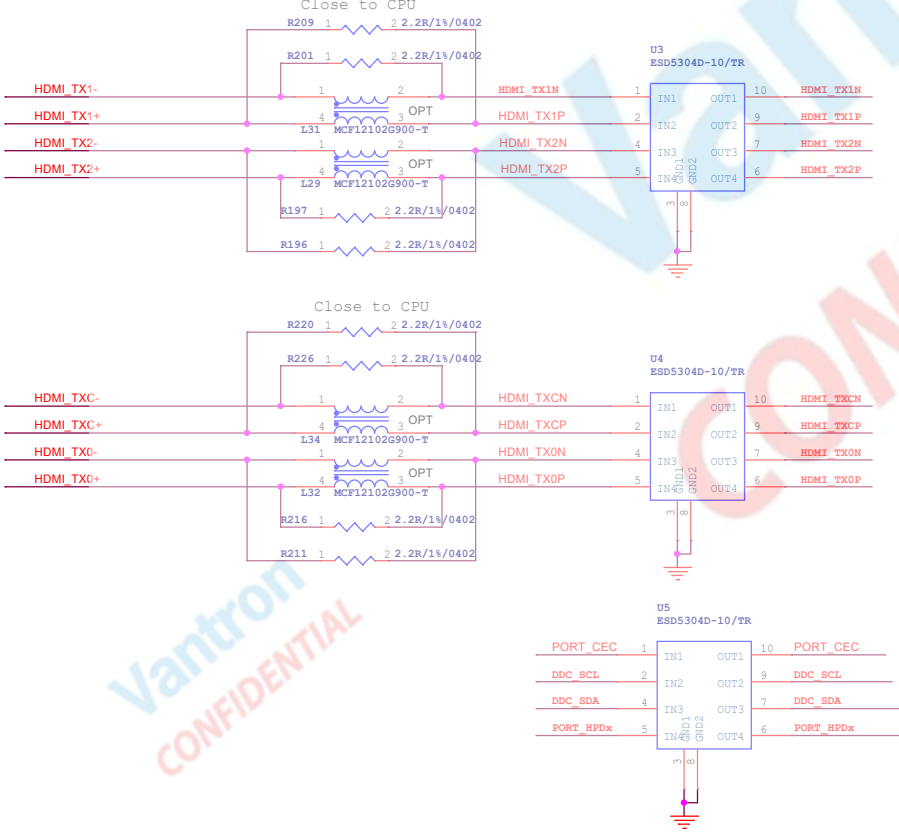 Close to CPU
R209 1 2 2.2R/1%/0402
R201 1 2 2.2R/1%/0402
U3
ESD5304D-10/TR
HDMI_TX1- 1 2 HDMI_TX1N 1 IN1 OUT1 10 HDMI_TX1N
OPT
HDMI_TX1+ 4 3 HDMI_TX1P 2 IN2 OUT2 9 HDMI_TX1P
L31 MCF12102G900-T
HDMI_TX2- 1 2 HDMI_TX2N 4 IN3 OUT3 7 HDMI_TX2N
OPT
HDMI_TX2+ 4 3 HDMI_TX2P 5 IN4 GND1 GND2 OUT4 6 HDMI_TX2P
L29 MCF12102G900-T
3 8
R197 1 2 2.2R/1%/0402
R196 1 2 2.2R/1%/0402
Close to CPU
R220 1 2 2.2R/1%/0402
R226 1 2 2.2R/1%/0402
U4
ESD5304D-10/TR
HDMI_TXC- 1 2 HDMI_TXCN 1 IN1 OUT1 10 HDMI_TXCN
OPT
HDMI_TXC+ 4 3 HDMI_TXCP 2 IN2 OUT2 9 HDMI_TXCP
L34 MCF12102G900-T
HDMI_TX0- 1 2 HDMI_TX0N 4 IN3 OUT3 7 HDMI_TX0N
OPT
HDMI_TX0+ 4 3 HDMI_TX0P 5 IN4 GND1 GND2 OUT4 6 HDMI_TX0P
L32 MCF12102G900-T
3 8
R216 1 2 2.2R/1%/0402
R211 1 2 2.2R/1%/0402
U5
ESD5304D-10/TR
PORT_CEC 1 IN1 OUT1 10 PORT_CEC
DDC_SCL 2 IN2 OUT2 9 DDC_SCL
DDC_SDA 4 IN3 OUT3 7 DDC_SDA
PORT_HPDx 5 IN4 GND1 GND2 OUT4 6 PORT_HPDx
3 8
Vantron
CONFIDENTIAL
Van
CON